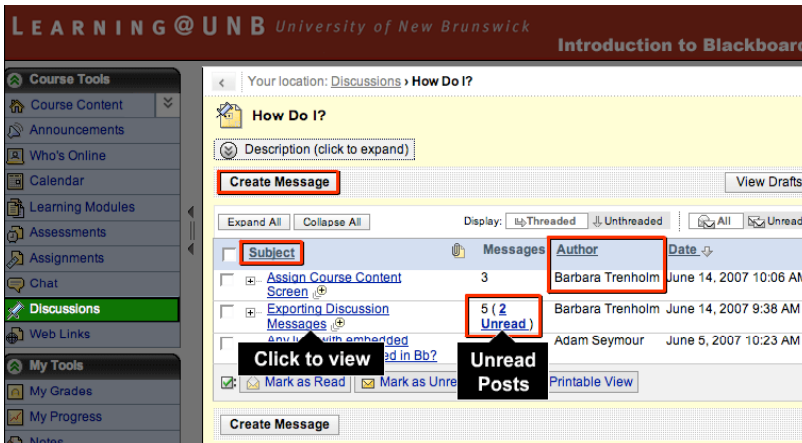 LEARNING@UNB University of New Brunswick
Introduction to Blackboard
Course Tools
Course Content
Announcements
Who's Online
Calendar
Learning Modules
Assessments
Assignments
Chat
Discussions
Web Links
My Tools
My Grades
My Progress
Notes
Your location: Discussions › How Do I?
How Do I?
Description (click to expand)
Create Message
View Drafts
Expand All Collapse All Display: Threaded Unthreaded All Unread
Subject Messages Author Date
Assign Course Content 3 Barbara Trenholm June 14, 2007 10:06 AM
Screen
Exporting Discussion 5 ( 2 Barbara Trenholm June 14, 2007 9:38 AM
Messages Unread )
with embedded Adam Seymour June 5, 2007 10:23 AM
ed in Bb?
Click to view
Unread
Posts
Mark as Read Mark as Unre Printable View
Create Message